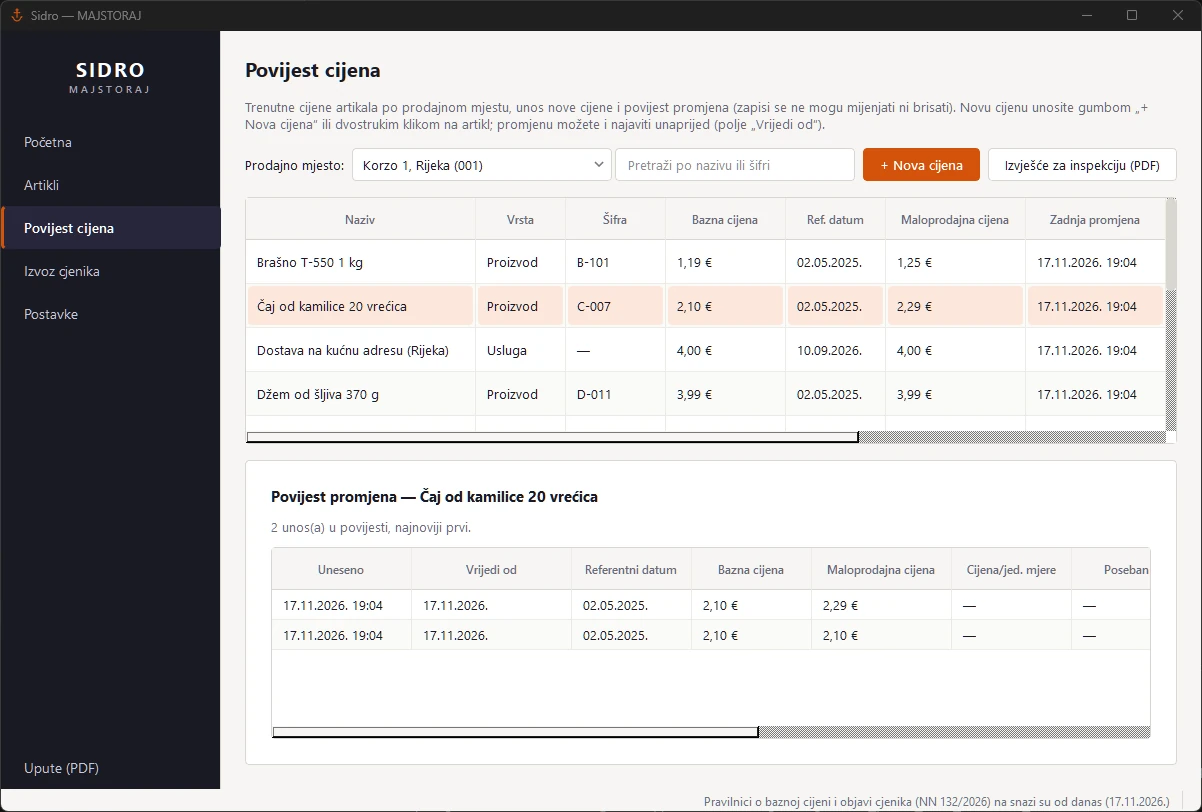 Sidro — MAJSTORAJ
SIDRO
MAJSTORAJ
Početna
Artikli
Povijest cijena
Izvoz cjenika
Postavke
Upute (PDF)
Povijest cijena
Trenutne cijene artikala po prodajnom mjestu, unos nove cijene i povijest promjena (zapisi se ne mogu mijenjati ni brisati). Novu cijenu unosite gumbom „+
Nova cijena“ ili dvostrukim klikom na artikl; promjenu možete i najaviti unaprijed (polje „Vrijedi od“).
Prodajno mjesto: Korzo 1, Rijeka (001) Pretraži po nazivu ili šifri + Nova cijena Izvješće za inspekciju (PDF)
Naziv Vrsta Šifra Bazna cijena Ref. datum Maloprodajna cijena Zadnja promjena
Brašno T-550 1 kg Proizvod B-101 1,19 € 02.05.2025. 1,25 € 17.11.2026. 19:04
Čaj od kamilice 20 vrećica Proizvod C-007 2,10 € 02.05.2025. 2,29 € 17.11.2026. 19:04
Dostava na kućnu adresu (Rijeka) Usluga — 4,00 € 10.09.2026. 4,00 € 17.11.2026. 19:04
Džem od šljiva 370 g Proizvod D-011 3,99 € 02.05.2025. 3,99 € 17.11.2026. 19:04
Povijest promjena — Čaj od kamilice 20 vrećica
2 unos(a) u povijesti, najnoviji prvi.
Uneseno Vrijedi od Referentni datum Bazna cijena Maloprodajna cijena Cijena/jed. mjere Poseban
17.11.2026. 19:04 17.11.2026. 02.05.2025. 2,10 € 2,29 € — —
17.11.2026. 19:04 17.11.2026. 02.05.2025. 2,10 € 2,10 € — —
Pravilnici o baznoj cijeni i objavi cjenika (NN 132/2026) na snazi su od danas (17.11.2026.)